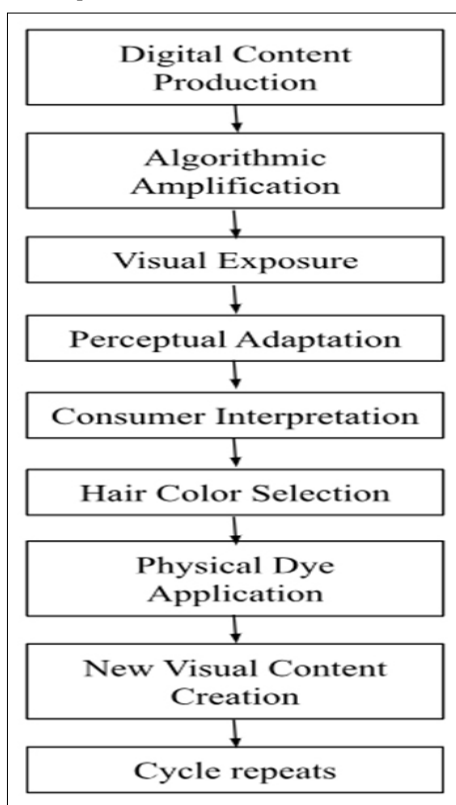 Digital Content
Production
Algorithmic
Amplification
Visual Exposure
Perceptual Adaptation
Consumer Interpretation
Hair Color Selection
Physical Dye
Application
New Visual Content
Creation
Cycle repeats